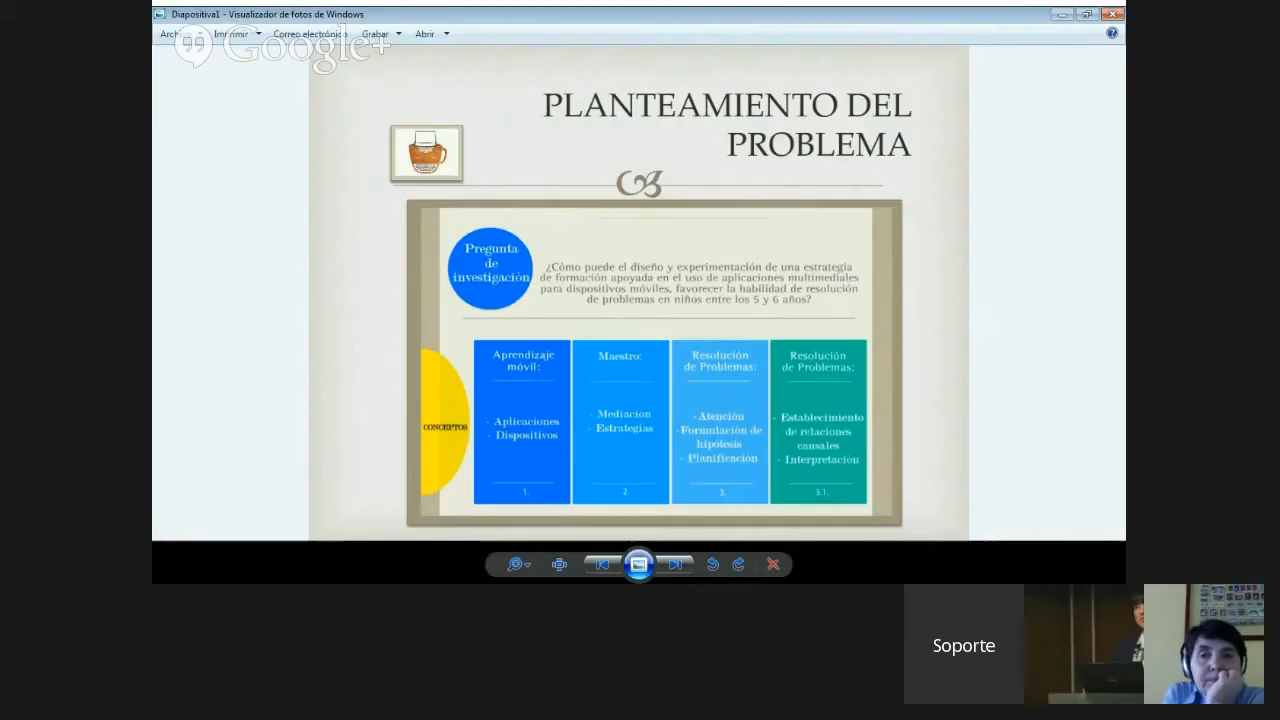 Diapositiva1 - Visualizador de fotos de Windows
Imprimir Correo electrónico Grabar Abrir
Google+
PLANTEAMIENTO DEL
PROBLEMA
Pregunta
de
investigación
¿Cómo puede el diseño y experimentación de una estrategia
de formación apoyada en el uso de aplicaciones multimediales
para dispositivos móviles, favorecer la habilidad de resolución
de problemas en niños entre los 5 y 6 años?
CONCEPTOS
Aprendizaje
móvil:
- Aplicaciones
- Dispositivos
1.
Maestro:
- Mediación
- Estrategias
2.
Resolución
de Problemas:
- Atención
-Formulación de
hipótesis
- Planificación
3.
Resolución
de Problemas:
- Establecimiento
de relaciones
causales
- Interpretación
3.1.
Soporte